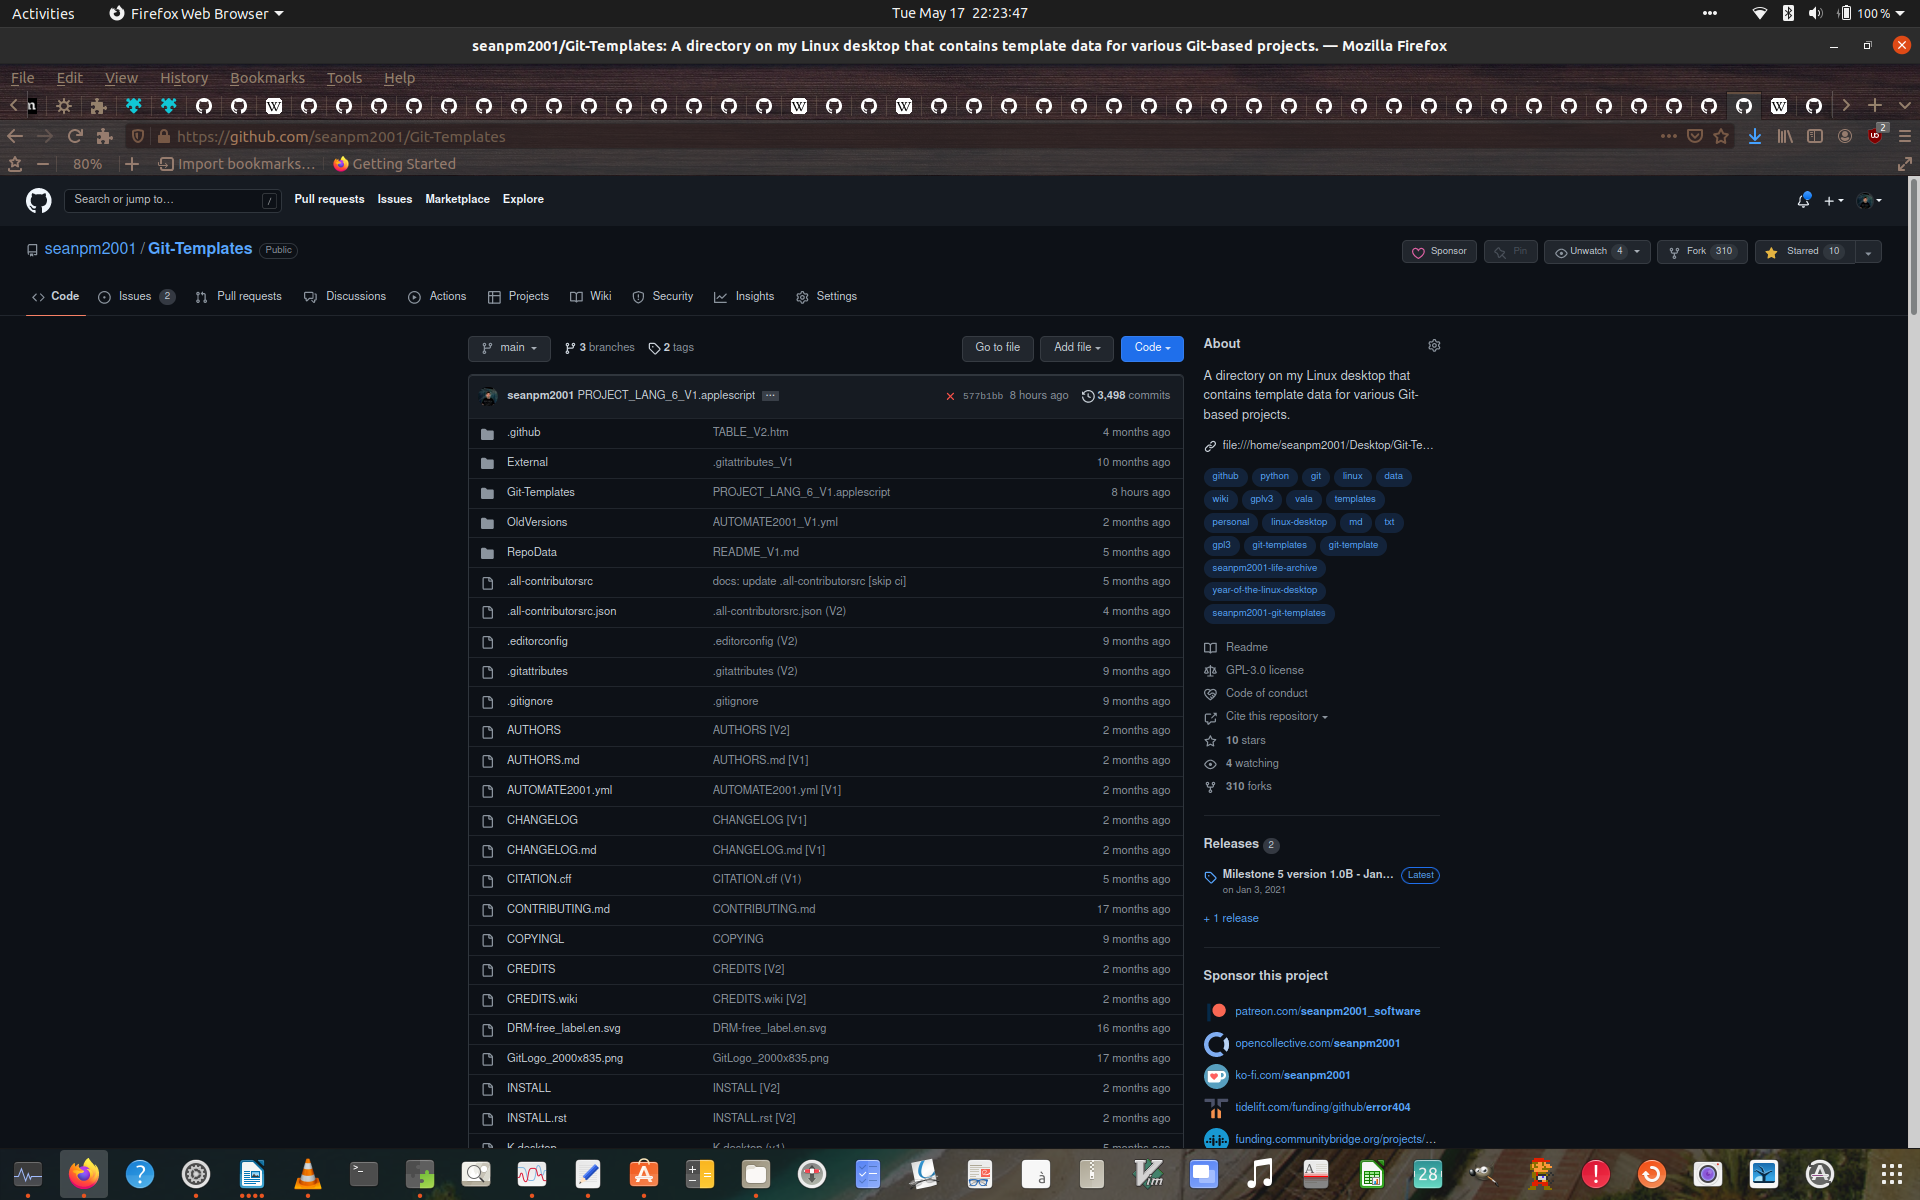 Activities Firefox Web Browser Tue May 17 22:23:47 100 %
seanpm2001/Git-Templates: A directory on my Linux desktop that contains template data for various Git-based projects. — Mozilla Firefox
File Edit View History Bookmarks Tools Help
https://github.com/seanpm2001/Git-Templates 2
80% Import bookmarks... Getting Started
Search or jump to... / Pull requests Issues Marketplace Explore
seanpm2001 / Git-Templates Public Sponsor Pin Unwatch 4 Fork 310 Starred 10
Code Issues 2 Pull requests Discussions Actions Projects Wiki Security Insights Settings
main 3 branches 2 tags Go to file Add file Code
seanpm2001 PROJECT_LANG_6_V1.applescript ... 577b1bb 8 hours ago 3,498 commits
.github TABLE_V2.htm 4 months ago
External .gitattributes_V1 10 months ago
Git-Templates PROJECT_LANG_6_V1.applescript 8 hours ago
OldVersions AUTOMATE2001_V1.yml 2 months ago
RepoData README_V1.md 5 months ago
.all-contributorsrc docs: update .all-contributorsrc [skip ci] 5 months ago
.all-contributorsrc.json .all-contributorsrc.json (V2) 4 months ago
.editorconfig .editorconfig (V2) 9 months ago
.gitattributes .gitattributes (V2) 9 months ago
.gitignore .gitignore 9 months ago
AUTHORS AUTHORS [V2] 2 months ago
AUTHORS.md AUTHORS.md [V1] 2 months ago
AUTOMATE2001.yml AUTOMATE2001.yml [V1] 2 months ago
CHANGELOG CHANGELOG [V1] 2 months ago
CHANGELOG.md CHANGELOG.md [V1] 2 months ago
CITATION.cff CITATION.cff (V1) 5 months ago
CONTRIBUTING.md CONTRIBUTING.md 17 months ago
COPYINGL COPYING 9 months ago
CREDITS CREDITS [V2] 2 months ago
CREDITS.wiki CREDITS.wiki [V2] 2 months ago
DRM-free_label.en.svg DRM-free_label.en.svg 16 months ago
GitLogo_2000x835.png GitLogo_2000x835.png 17 months ago
INSTALL INSTALL [V2] 2 months ago
INSTALL.rst INSTALL.rst [V2] 2 months ago
K.desktop K.desktop (v1) 5 months ago
About
A directory on my Linux desktop that
contains template data for various Git-
based projects.
file:///home/seanpm2001/Desktop/Git-Te...
github python git linux data
wiki gplv3 vala templates
personal linux-desktop md txt
gpl3 git-templates git-template
seanpm2001-life-archive
year-of-the-linux-desktop
seanpm2001-git-templates
Readme
GPL-3.0 license
Code of conduct
Cite this repository
10 stars
4 watching
310 forks
Releases 2
Milestone 5 version 1.0B - Jan... Latest
on Jan 3, 2021
+ 1 release
Sponsor this project
patreon.com/seanpm2001_software
opencollective.com/seanpm2001
ko-fi.com/seanpm2001
tidelift.com/funding/github/error404
funding.communitybridge.org/projects/...
28